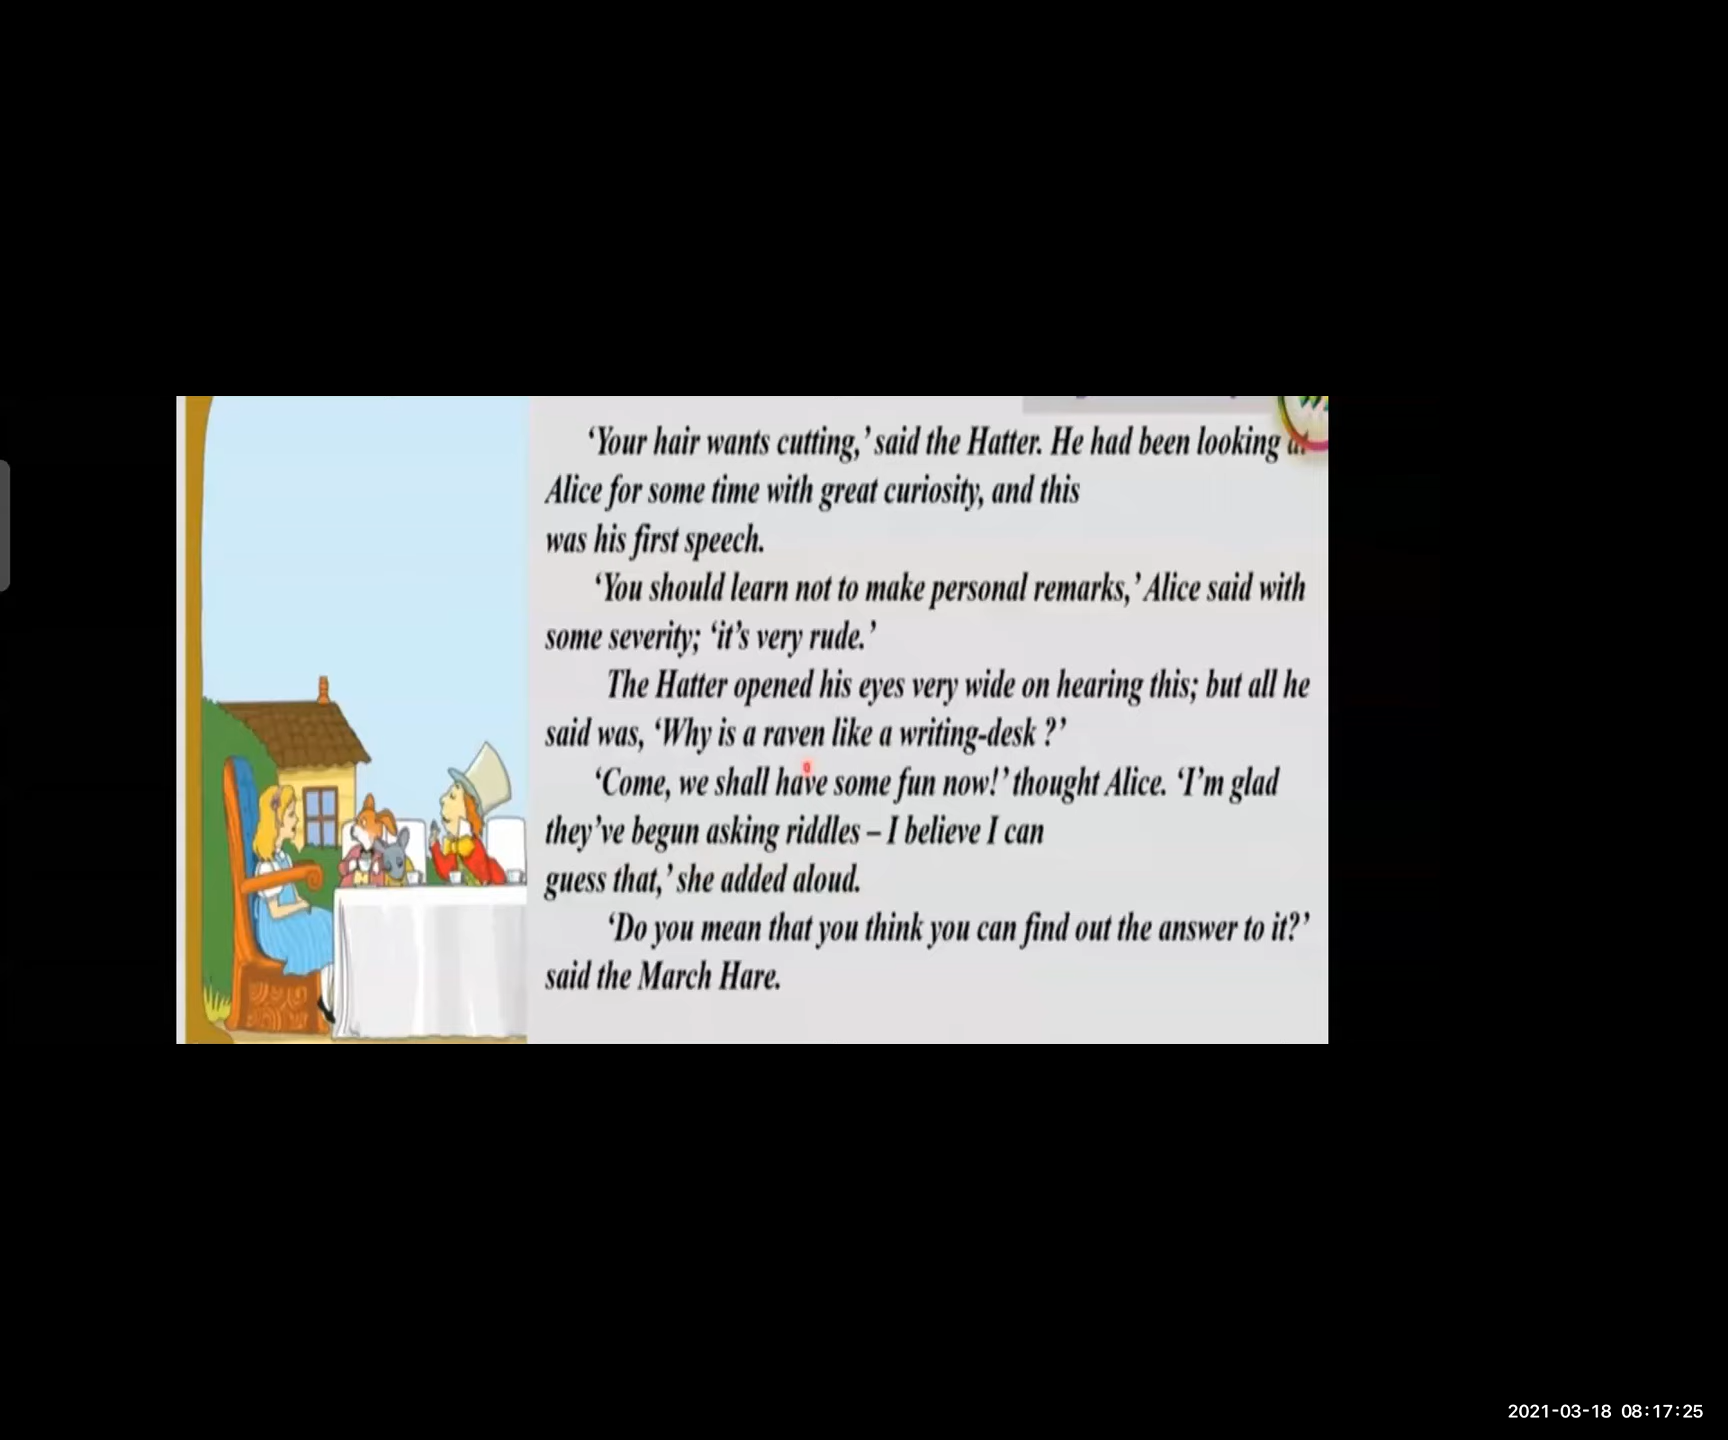 ‘Your hair wants cutting,’ said the Hatter. He had been looking at
Alice for some time with great curiosity, and this
was his first speech.
‘You should learn not to make personal remarks,’ Alice said with
some severity; ‘it’s very rude.’
The Hatter opened his eyes very wide on hearing this; but all he
said was, ‘Why is a raven like a writing-desk ?’
‘Come, we shall have some fun now!’ thought Alice. ‘I’m glad
they’ve begun asking riddles – I believe I can
guess that,’ she added aloud.
‘Do you mean that you think you can find out the answer to it?’
said the March Hare.
2021-03-18 08:17:25